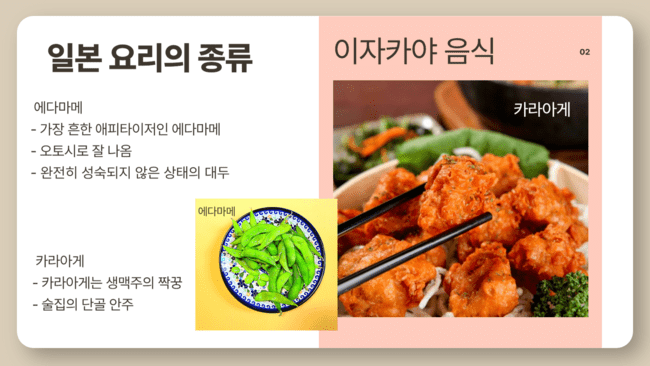 일본 요리의 종류
에다마메
- 가장 흔한 애피타이저인 에다마메
- 오토시로 잘 나옴
- 완전히 성숙되지 않은 상태의 대두
에다마메
카라아게
- 카라아게는 생맥주의 짝꿍
- 술집의 단골 안주
이자카야 음식
02
카라아게